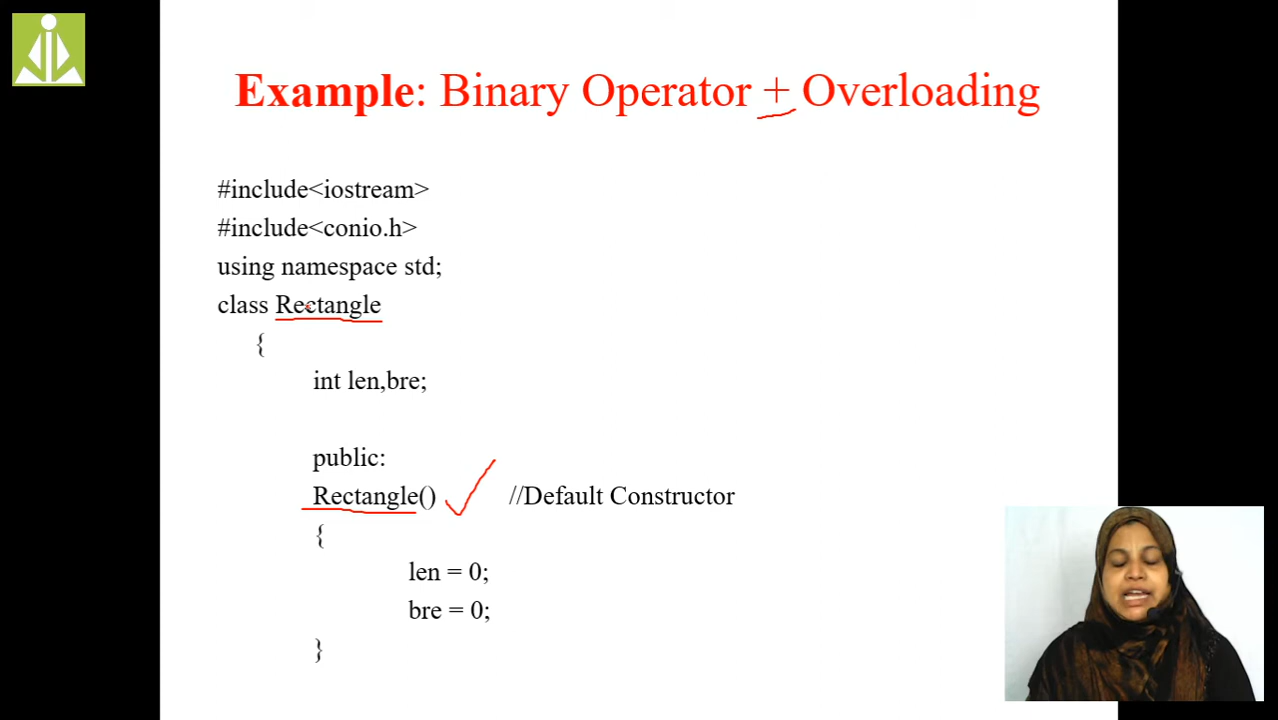 Example: Binary Operator + Overloading
#include<iostream>
#include<conio.h>
using namespace std;
class Rectangle
{
int len,bre;
public:
Rectangle() //Default Constructor
{
len = 0;
bre = 0;
}